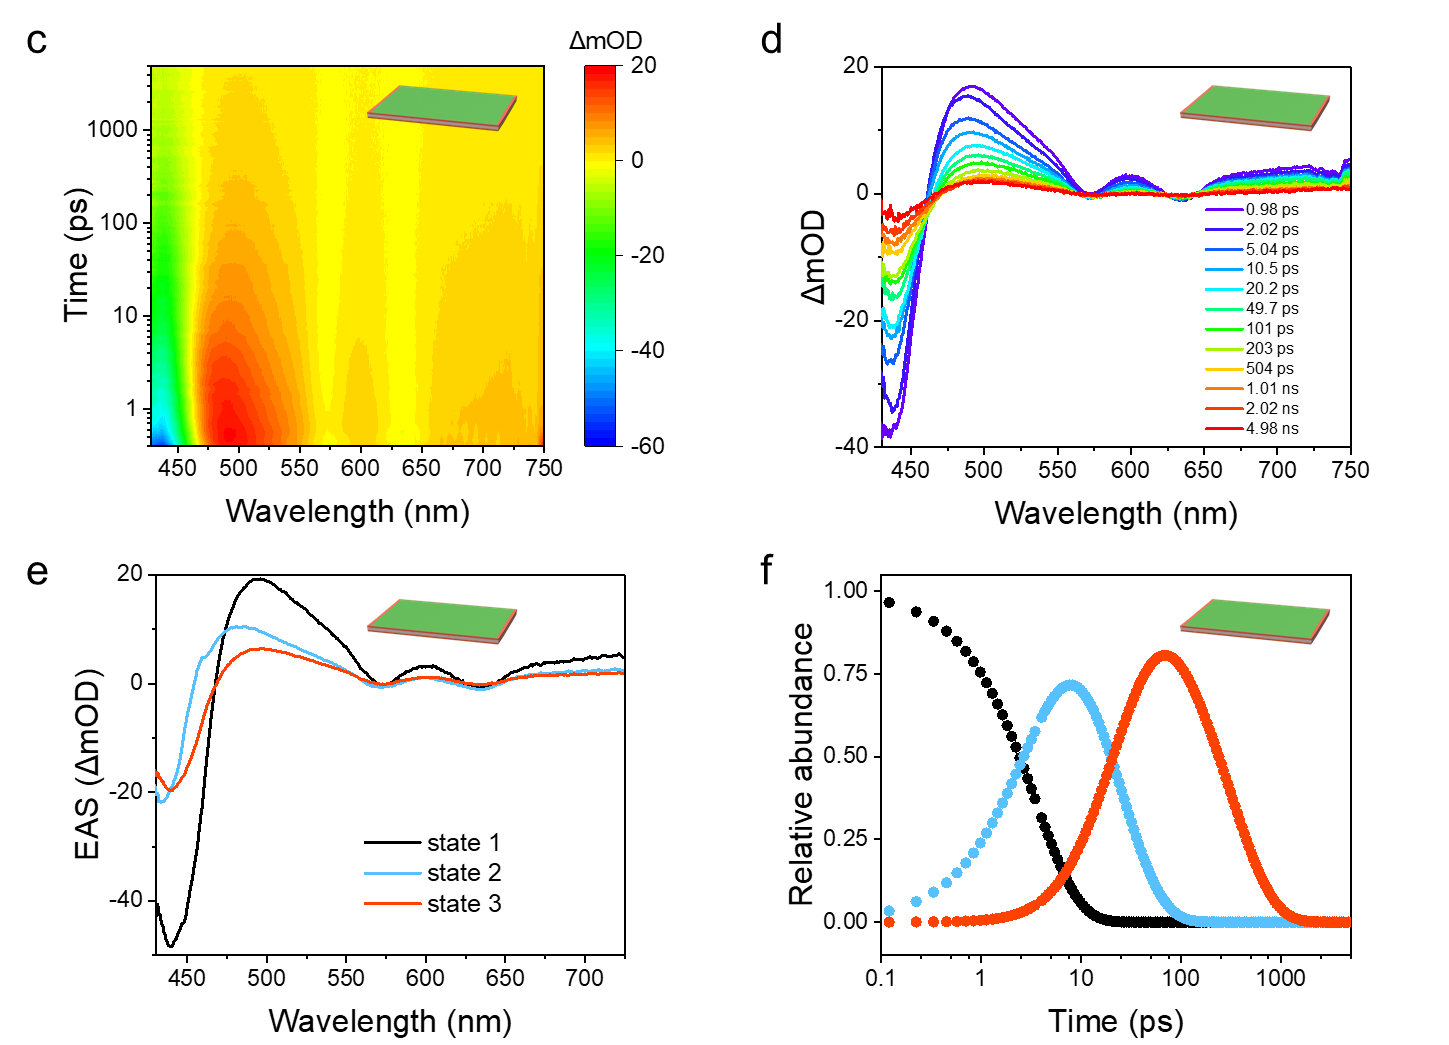 c
ΔmOD
20
0
-20
-40
-60
1000
100
10
1
Time (ps)
450 500 550 600 650 700 750
Wavelength (nm)
d
20
0
-20
-40
ΔmOD
0.98 ps
2.02 ps
5.04 ps
10.5 ps
20.2 ps
49.7 ps
101 ps
203 ps
504 ps
1.01 ns
2.02 ns
4.98 ns
450 500 550 600 650 700 750
Wavelength (nm)
e
20
0
-20
-40
EAS (ΔmOD)
state 1
state 2
state 3
450 500 550 600 650 700
Wavelength (nm)
f
1.00
0.75
0.50
0.25
0.00
Relative abundance
0.1 1 10 100 1000
Time (ps)